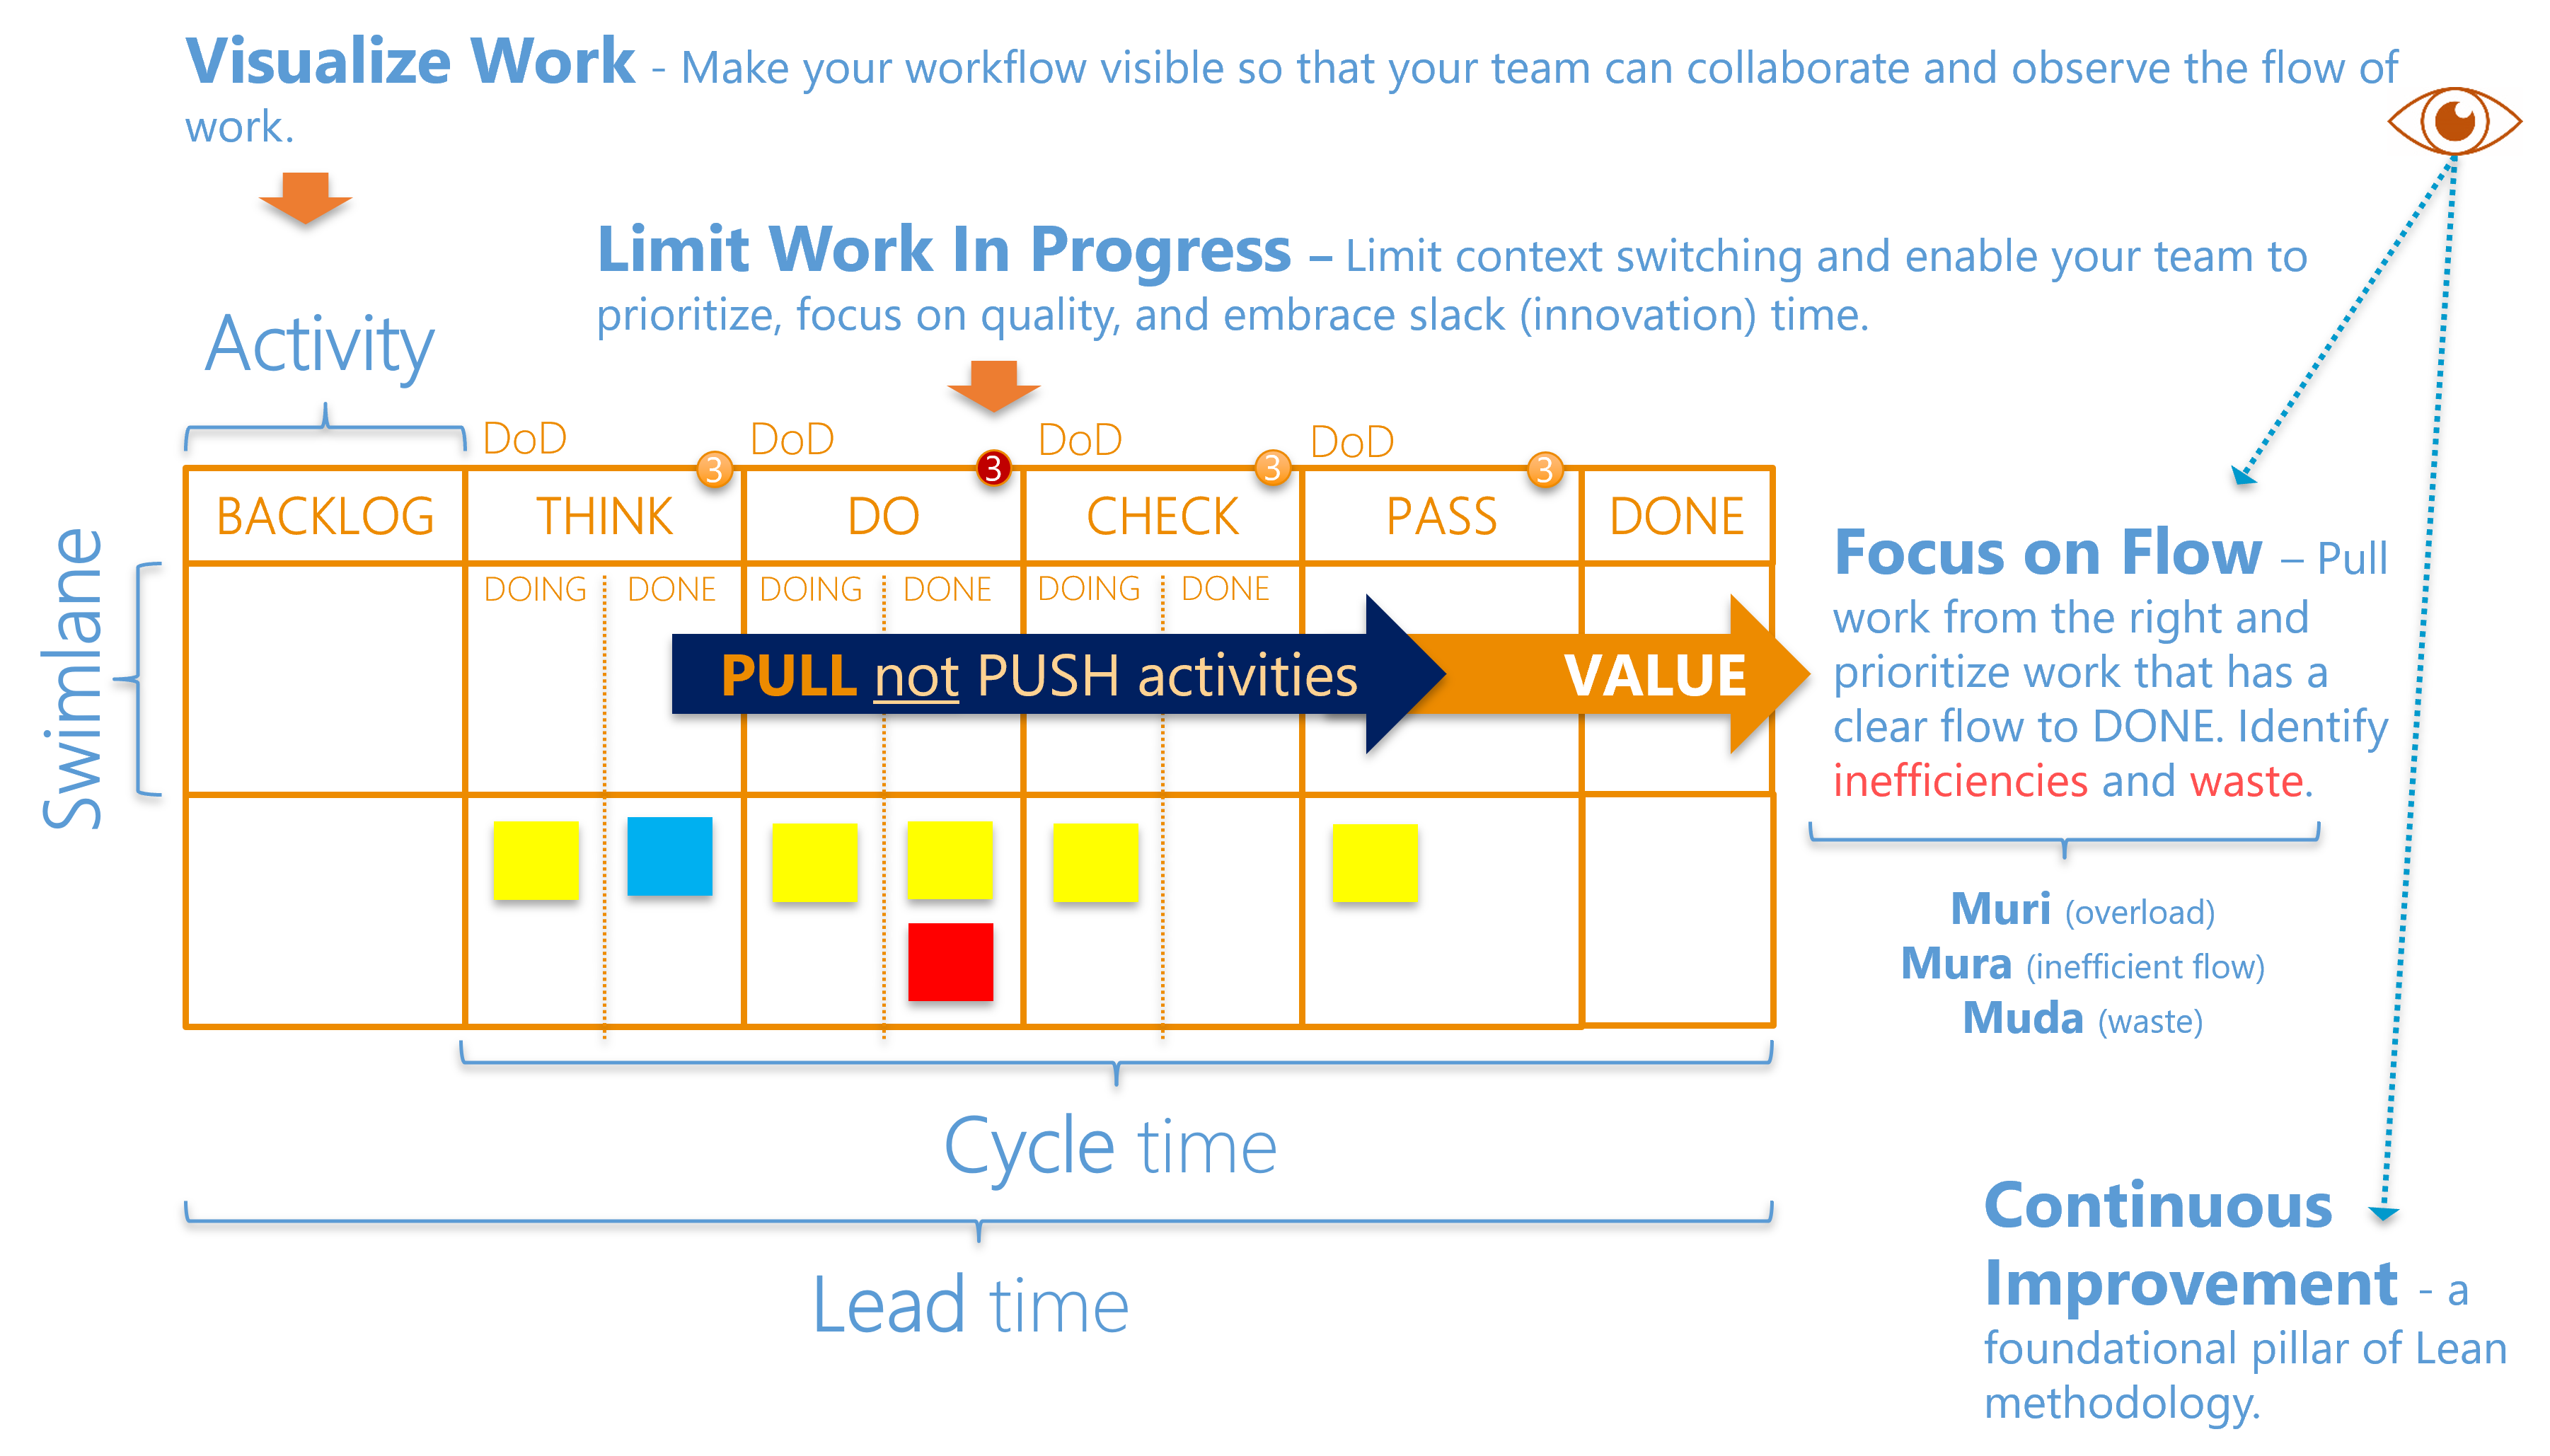 Visualize Work - Make your workflow visible so that your team can collaborate and observe the flow of
work.
Limit Work In Progress – Limit context switching and enable your team to
prioritize, focus on quality, and embrace slack (innovation) time.
Activity
DoD
DoD
DoD
DoD
3
3
3
3
BACKLOG
THINK
DO
CHECK
PASS
DONE
Swimlane
DOING
DONE
DOING
DONE
DOING
DONE
PULL not PUSH activities
VALUE
Focus on Flow – Pull
work from the right and
prioritize work that has a
clear flow to DONE. Identify
inefficiencies and waste.
Muri (overload)
Mura (inefficient flow)
Muda (waste)
Cycle time
Lead time
Continuous
Improvement - a
foundational pillar of Lean
methodology.